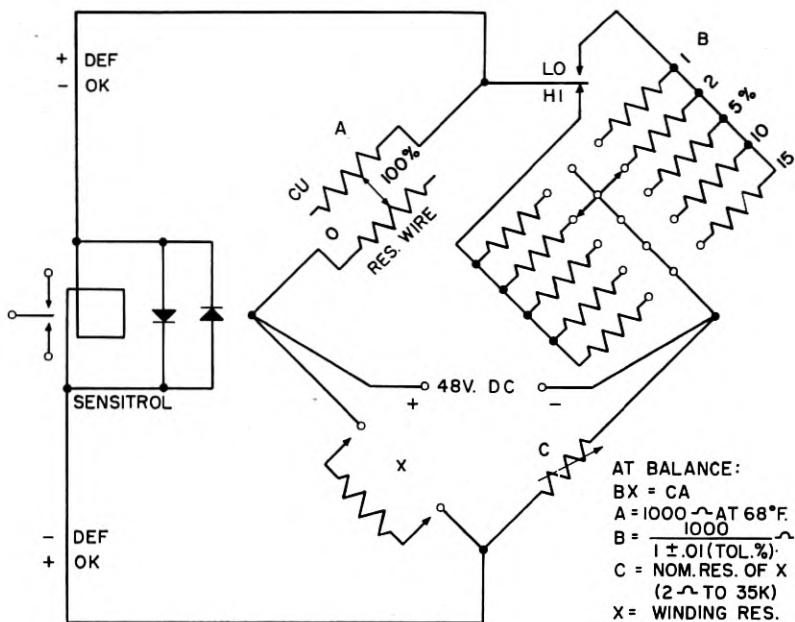 + DEF
- OK
LO
HI
B
1
2
5%
10
15
A
100%
CU
0
RES. WIRE
SENSITROL
48V. DC
+ -
X
C
- DEF
+ OK
AT BALANCE:
BX = CA
A = 1000 Ω AT 68°F.
B = 1000 / 1 ± .01 (TOL.%) Ω
C = NOM. RES. OF X
(2 Ω TO 35K)
X = WINDING RES.